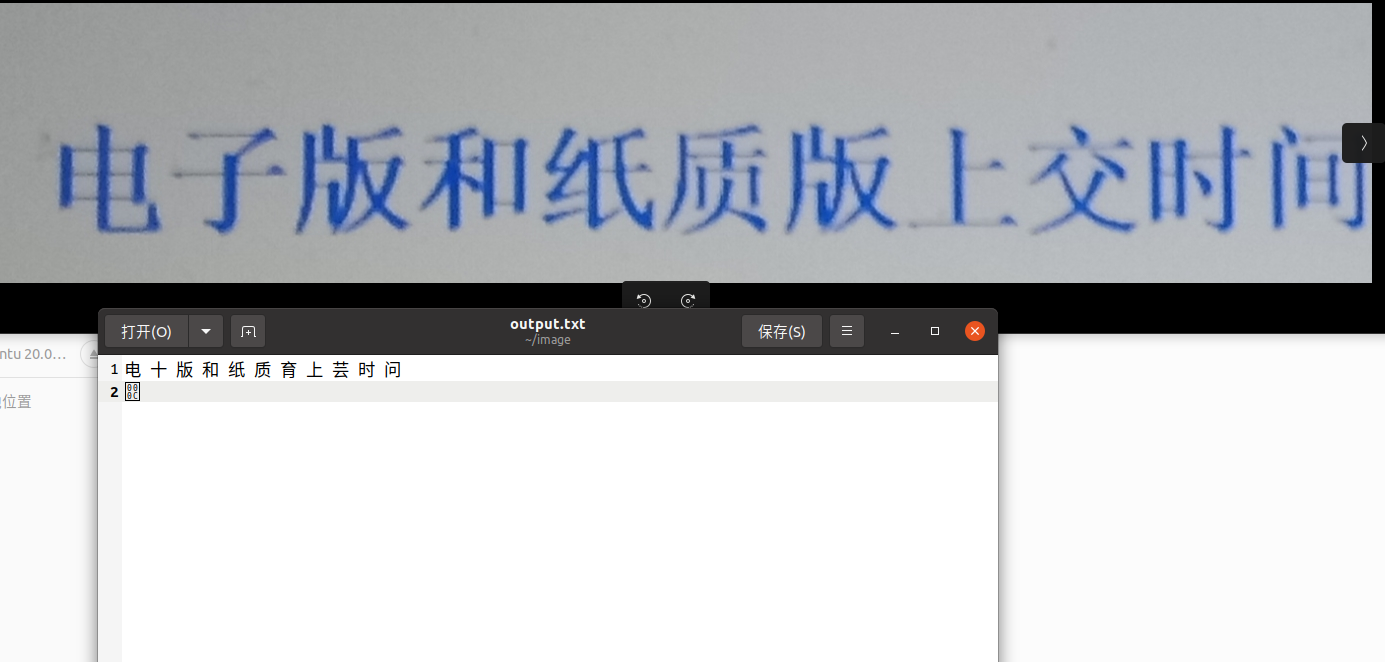 电子版和纸质版上交时间
打开(O)
output.txt
~/image
保存(S)
ntu 20.0…
位置
1 电 十 版 和 纸 质 育 上 芸 时 问
2
000C